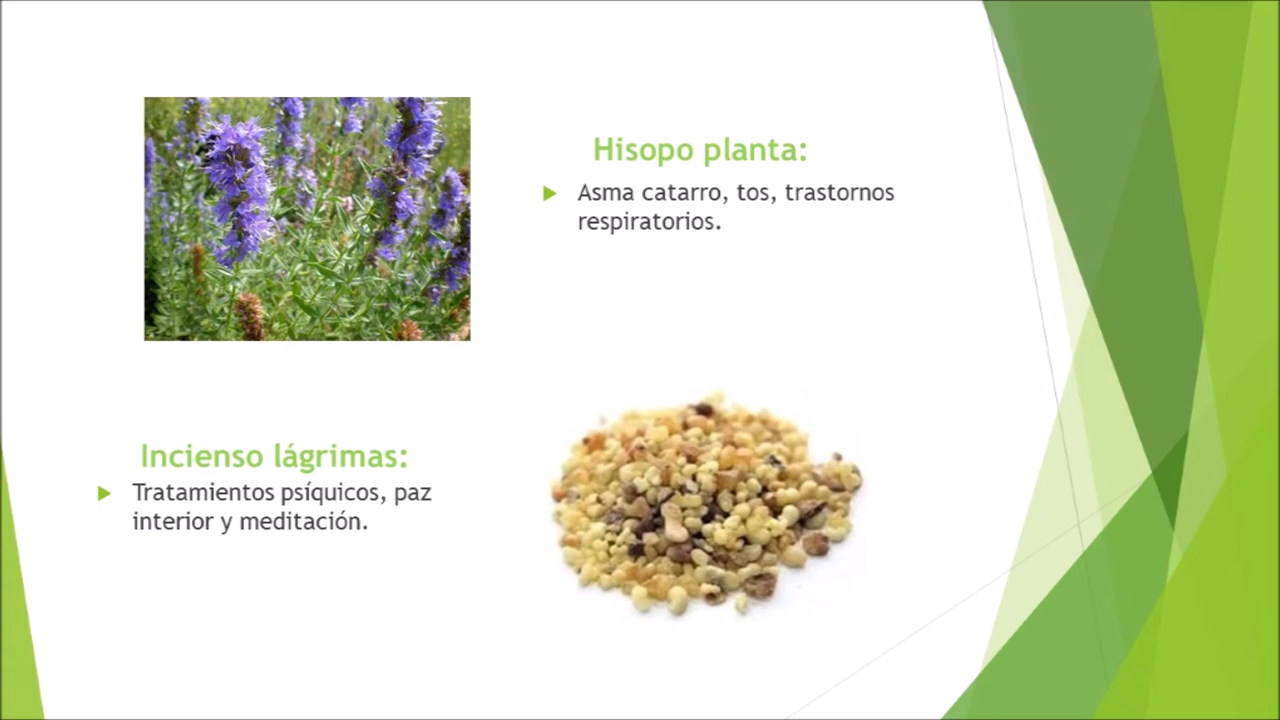 Hisopo planta:
Asma catarro, tos, trastornos
respiratorios.
Incienso lágrimas:
Tratamientos psíquicos, paz
interior y meditación.